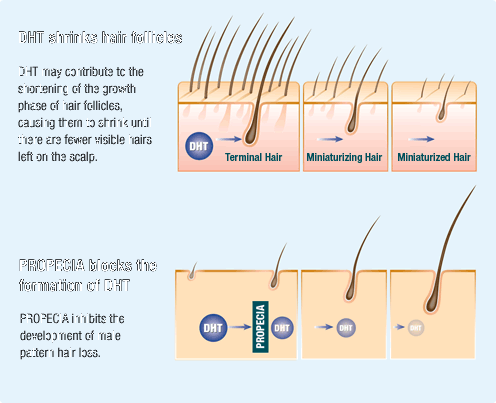 DHT shrinks hair follicles
DHT may contribute to the
shortening of the growth
phase of hair follicles,
causing them to shrink until
there are fewer visible hairs
left on the scalp.
DHT
Terminal Hair
Miniaturizing Hair
Miniaturized Hair
PROPECIA blocks the
formation of DHT
PROPECIA inhibits the
development of male
pattern hair loss.
DHT
PROPECIA
DHT
DHT
DHT